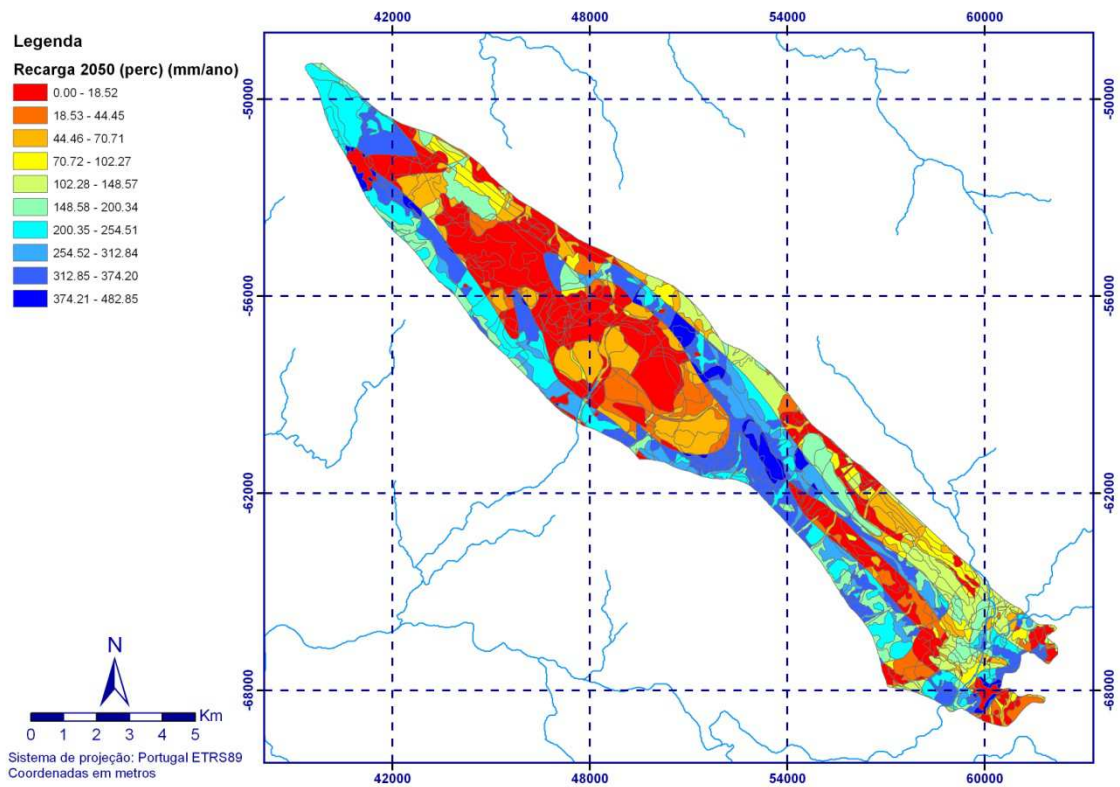 Legenda
Recarga 2050 (perc) (mm/ano)
0.00 - 18.52
18.53 - 44.45
44.46 - 70.71
70.72 - 102.27
102.28 - 148.57
148.58 - 200.34
200.35 - 254.51
254.52 - 312.84
312.85 - 374.20
374.21 - 482.85
42000 48000 54000 60000
-50000 -50000
-56000 -56000
-62000 -62000
-68000 -68000
42000 48000 54000 60000
N
0 1 2 3 4 5 Km
Sistema de projeção: Portugal ETRS89
Coordenadas em metros